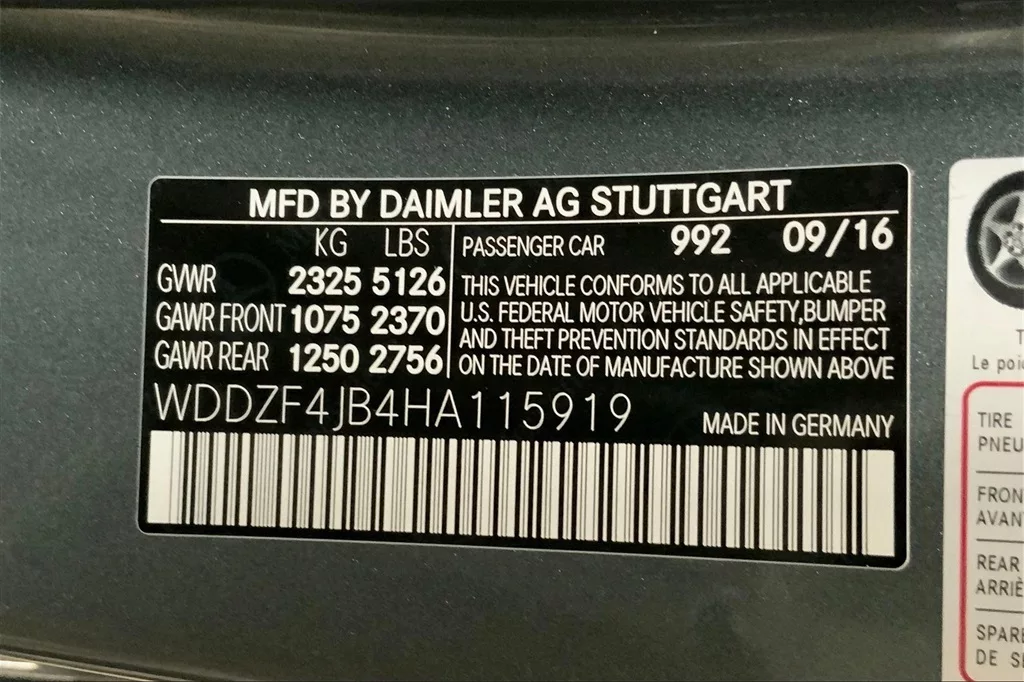 MFD BY DAIMLER AG STUTTGART
KG LBS
GVWR 2325 5126
GAWR FRONT 1075 2370
GAWR REAR 1250 2756
PASSENGER CAR 992 09/16
THIS VEHICLE CONFORMS TO ALL APPLICABLE
U.S. FEDERAL MOTOR VEHICLE SAFETY,BUMPER
AND THEFT PREVENTION STANDARDS IN EFFECT
ON THE DATE OF MANUFACTURE SHOWN ABOVE
WDDZF4JB4HA115919
MADE IN GERMANY
T
Le poi
TIRE
PNEU
FRON
AVAN
REAR
ARRIÈ
SPARE
DE S